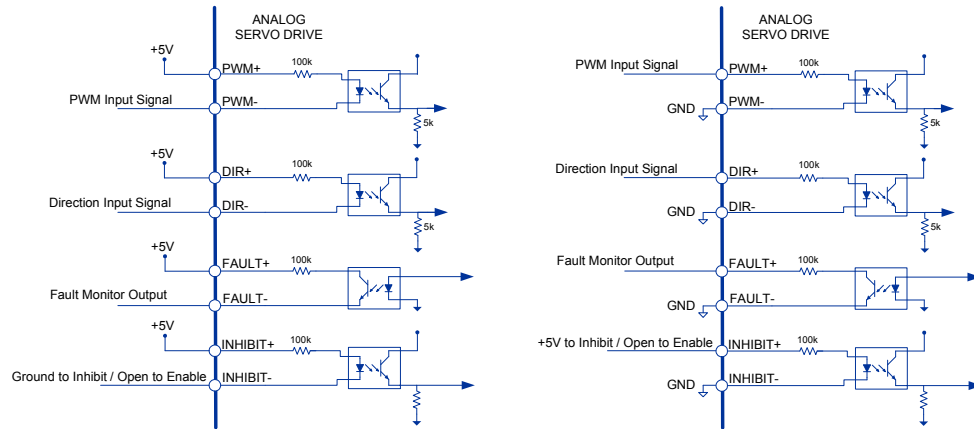 ANALOG
SERVO DRIVE
+5V
PWM+
100k
PWM Input Signal
PWM-
5k
+5V
DIR+
100k
Direction Input Signal
DIR-
5k
+5V
FAULT+
100k
Fault Monitor Output
FAULT-
+5V
INHIBIT+
100k
Ground to Inhibit / Open to Enable
INHIBIT-
ANALOG
SERVO DRIVE
PWM Input Signal
PWM+
100k
GND
PWM-
5k
Direction Input Signal
DIR+
100k
GND
DIR-
5k
Fault Monitor Output
FAULT+
100k
GND
FAULT-
+5V to Inhibit / Open to Enable
INHIBIT+
100k
GND
INHIBIT-